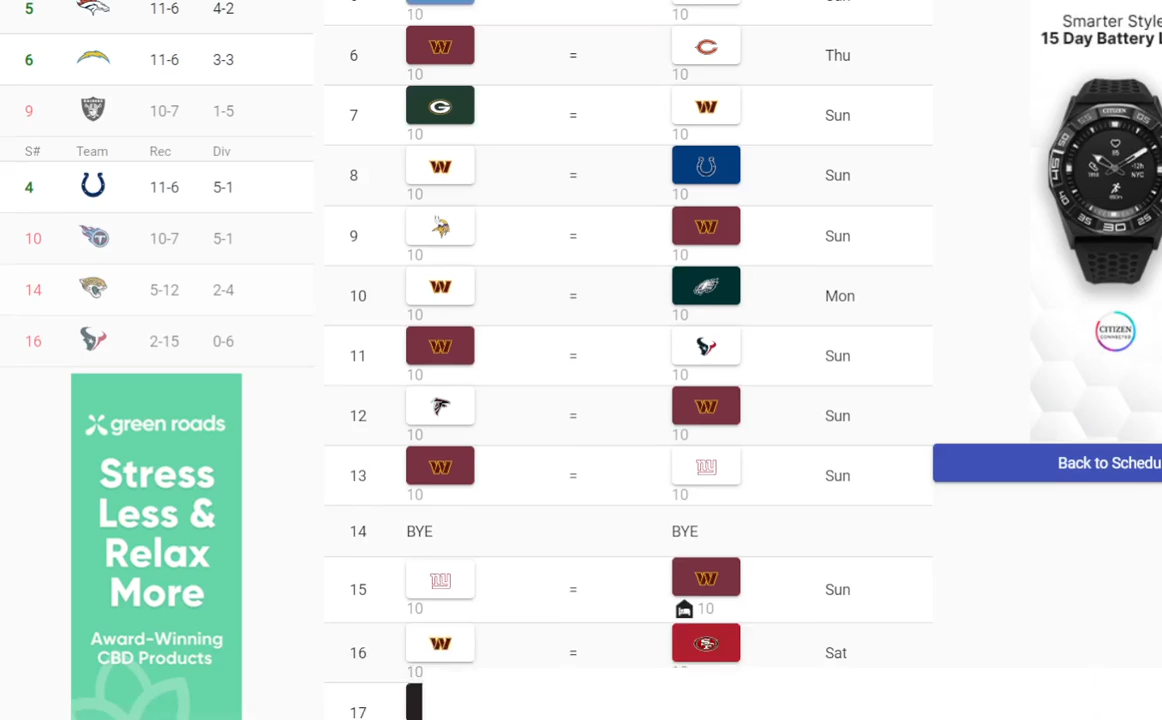 5 11-6 4-2
6 11-6 3-3
9 10-7 1-5
S# Team Rec Div
4 11-6 5-1
10 10-7 5-1
14 5-12 2-4
16 2-15 0-6
green roads
Stress
Less &
Relax
More
Award-Winning
CBD Products
10 10
6 W = C Thu
10 10
7 G = W Sun
10 10
8 W = Sun
10 10
9 = W Sun
10 10
10 W = Mon
10 10
11 W = Sun
10 10
12 = W Sun
10 10
13 W = NY Sun
10 10
14 BYE BYE
15 NY = W Sun
10 10
16 W = SF Sat
10
17
Smarter Style
15 Day Battery
CITIZEN
CITIZEN
CONNECTED
Back to Schedu